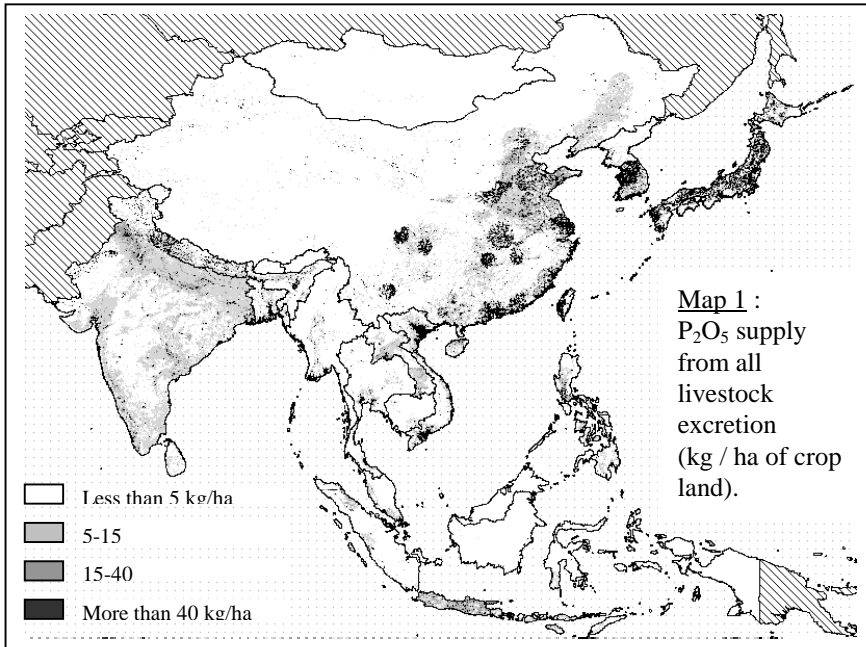 Map 1 :
P₂O₅ supply
from all
livestock
excretion
(kg / ha of crop
land).
Less than 5 kg/ha
5-15
15-40
More than 40 kg/ha